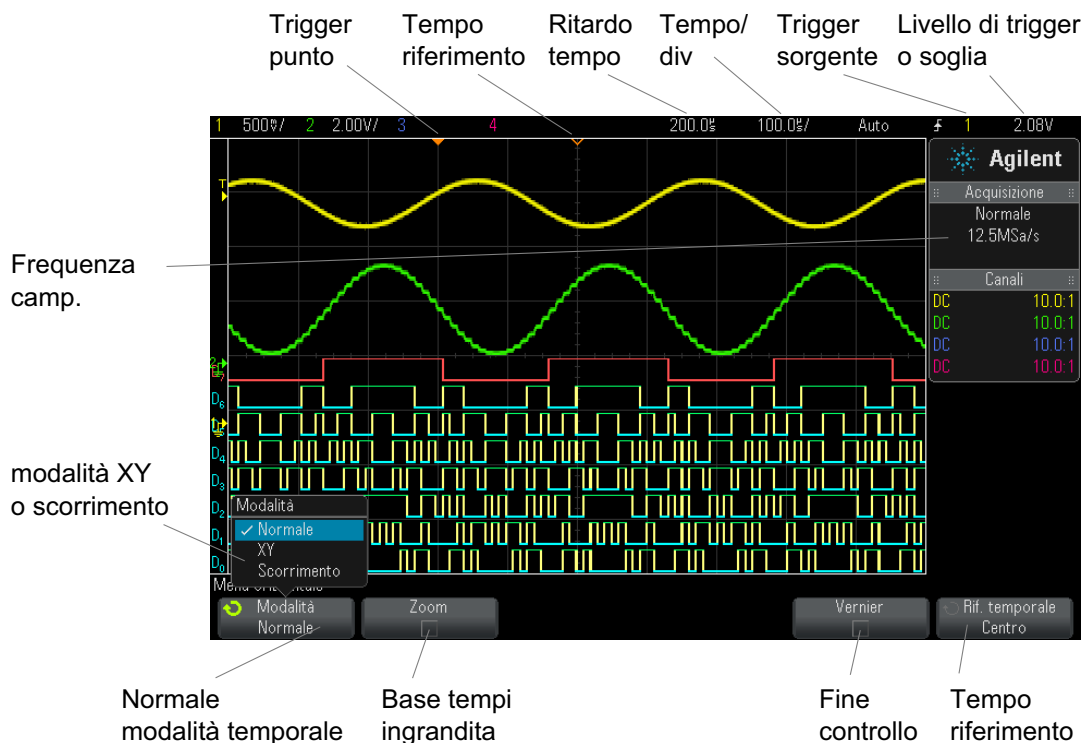 Trigger punto
Tempo riferimento
Ritardo tempo
Tempo/ div
Trigger sorgente
Livello di trigger o soglia
1 500⅌/ 2 2.00V/ 3 4 200.0µs 100.0µs/ Auto 1 2.08V
Agilent
Acquisizione
Normale
12.5MSa/s
Frequenza camp.
Canali
DC 10.0:1
DC 10.0:1
DC 10.0:1
DC 10.0:1
T
D6
D4
D3
D2
D1
D0
modalità XY o scorrimento
Modalità
Normale
XY
Scorrimento
Modalità
Normale
Zoom
Vernier
Rif. temporale
Centro
Normale modalità temporale
Base tempi ingrandita
Fine controllo
Tempo riferimento